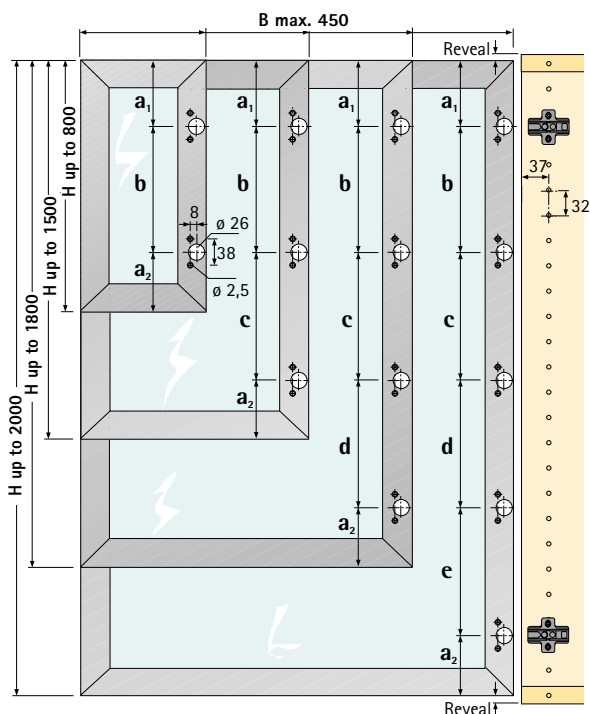 B max. 450
Reveal
H up to 2000
H up to 1800
H up to 1500
H up to 800
a₁
a₁
a₁
a₁
b
b
b
b
37
32
8
ø 26
38
ø 2,5
a₂
c
c
c
a₂
d
d
a₂
e
a₂
Reveal